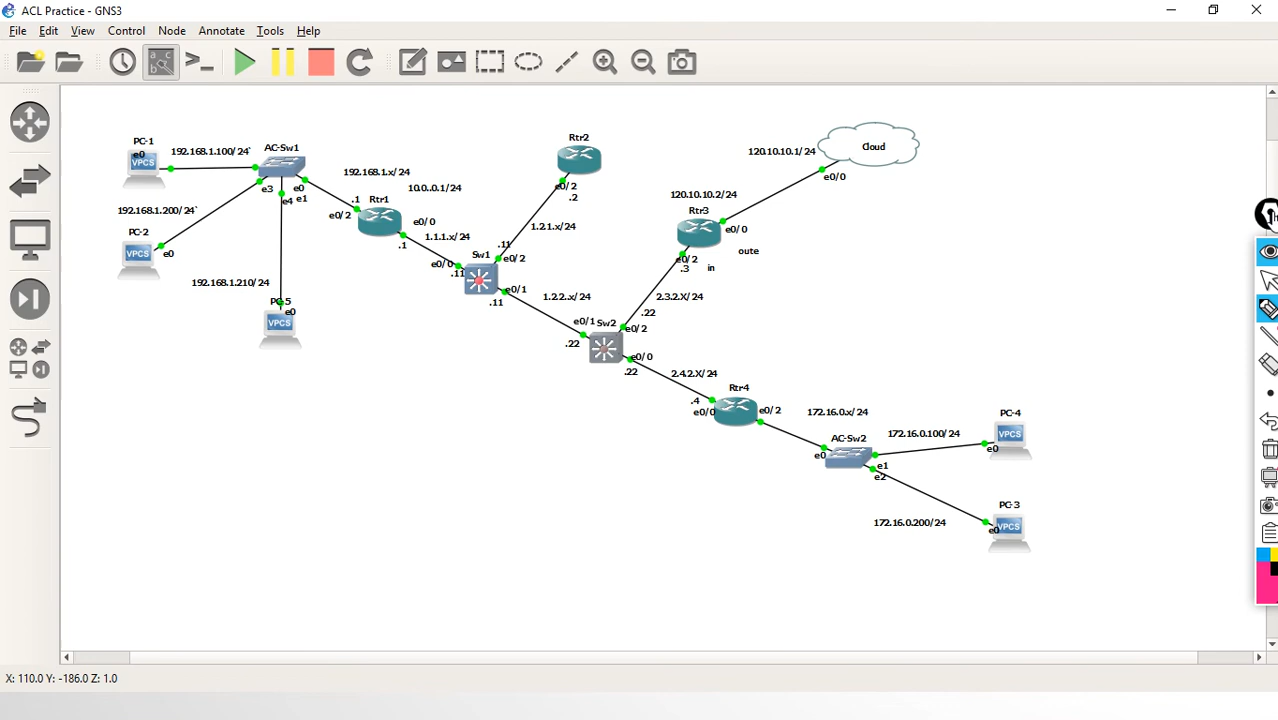 ACL Practice - GNS3
File Edit View Control Node Annotate Tools Help
PC-1
e0
VPCS
192.168.1.100/24`
AC-Sw1
e3
e4
e0
e1
192.168.1.200/24`
PC-2
VPCS
e0
192.168.1.210/24
PC-5
e0
VPCS
192.168.1.x/24
.1
e0/2
Rtr1
10.0..0.1/24
e0/0
.1
1.1.1.x/24
e0/0
.11
Sw1
.11
e0/2
e0/1
.11
Rtr2
e0/2
.2
1.2.1.x/24
1.2.2.x/24
e0/1
.22
Sw2
e0/2
.22
e0/0
.22
2.3.2.X/24
e0/2
.3
in
oute
Rtr3
e0/0
120.10.10.2/24
120.10.10.1/24
Cloud
e0/0
2.4.2.X/24
.4
e0/0
Rtr4
e0/2
172.16.0.x/24
AC-Sw2
e0
e1
e2
172.16.0.100/24
PC-4
VPCS
e0
172.16.0.200/24
PC-3
VPCS
e0
X: 110.0 Y: -186.0 Z: 1.0